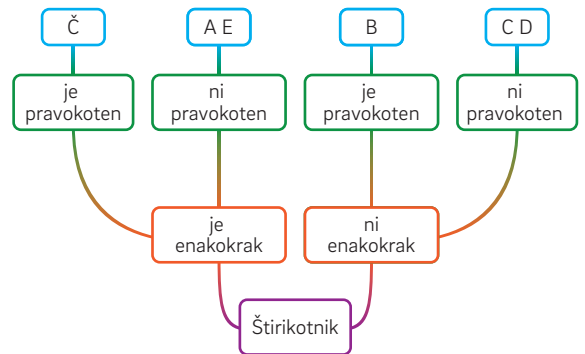 Č
A E
B
C D
je
pravokoten
ni
pravokoten
je
pravokoten
ni
pravokoten
je
enakokrak
ni
enakokrak
Štirikotnik